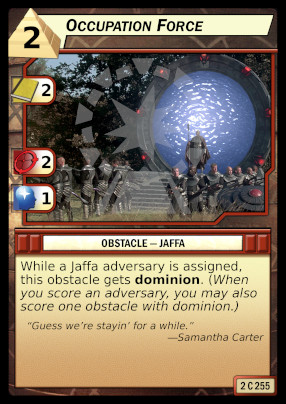 Occupation Force
2
2
2
1
OBSTACLE – JAFFA
While a Jaffa adversary is assigned,
this obstacle gets dominion. (When
you score an adversary, you may also
score one obstacle with dominion.)
“Guess we’re stayin’ for a while.”
—Samantha Carter
2 C 255